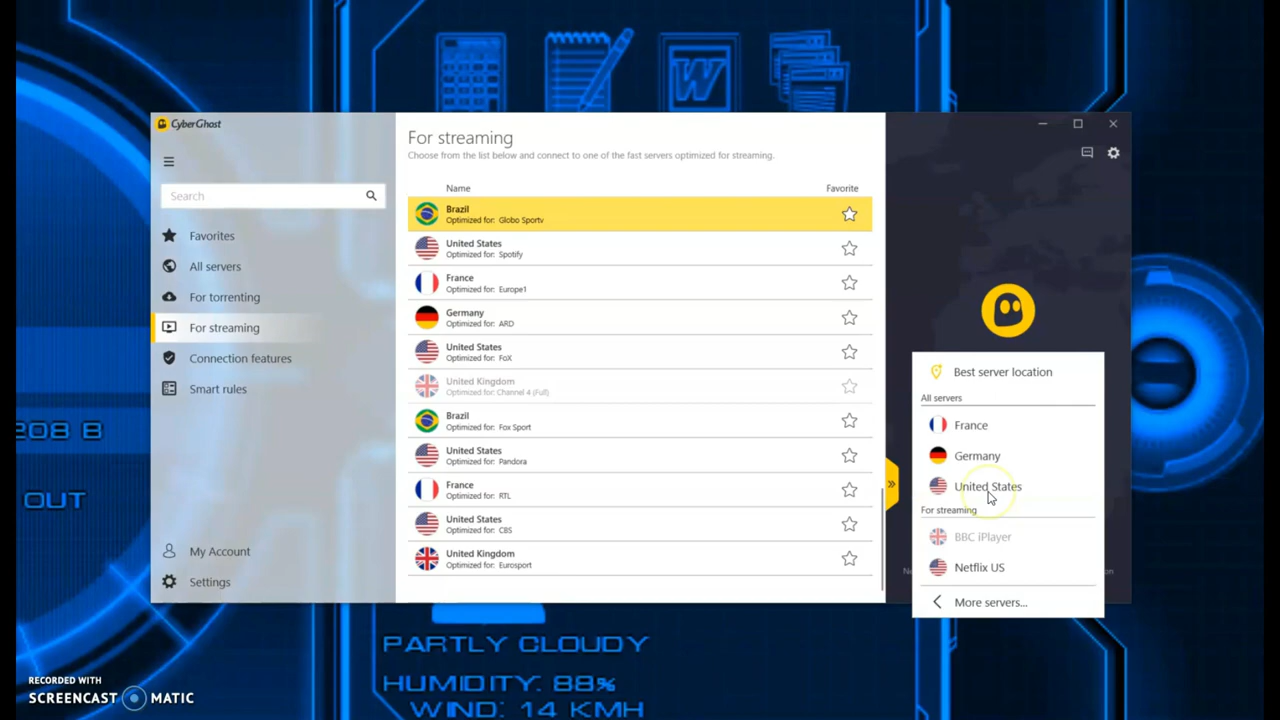 CyberGhost
Search
Favorites
All servers
For torrenting
For streaming
Connection features
Smart rules
My Account
Settings
For streaming
Choose from the list below and connect to one of the fast servers optimized for streaming.
Name
Favorite
Brazil
Optimized for: Globo Sportv
United States
Optimized for: Spotify
France
Optimized for: Europe1
Germany
Optimized for: ARD
United States
Optimized for: FoX
United Kingdom
Optimized for: Channel 4 (Full)
Brazil
Optimized for: Fox Sport
United States
Optimized for: Pandora
France
Optimized for: RTL
United States
Optimized for: CBS
United Kingdom
Optimized for: Eurosport
Best server location
All servers
France
Germany
United States
For streaming
BBC iPlayer
Netflix US
More servers...
208 B
OUT
PARTLY CLOUDY
HUMIDITY: 88%
WIND: 14 KMH
RECORDED WITH
SCREENCAST MATIC